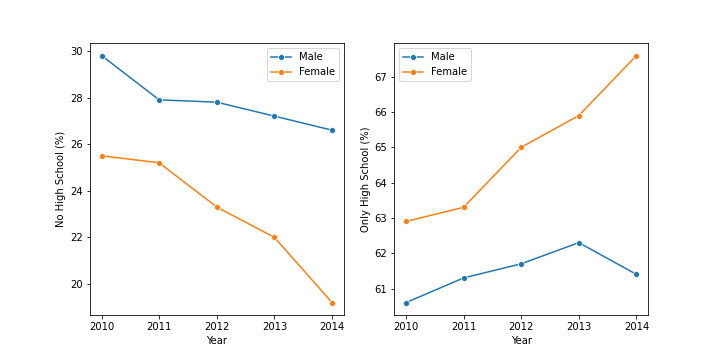 No High School (%)
30
28
26
24
22
20
Male
Female
2010 2011 2012 2013 2014
Year
Only High School (%)
67
66
65
64
63
62
61
Male
Female
2010 2011 2012 2013 2014
Year